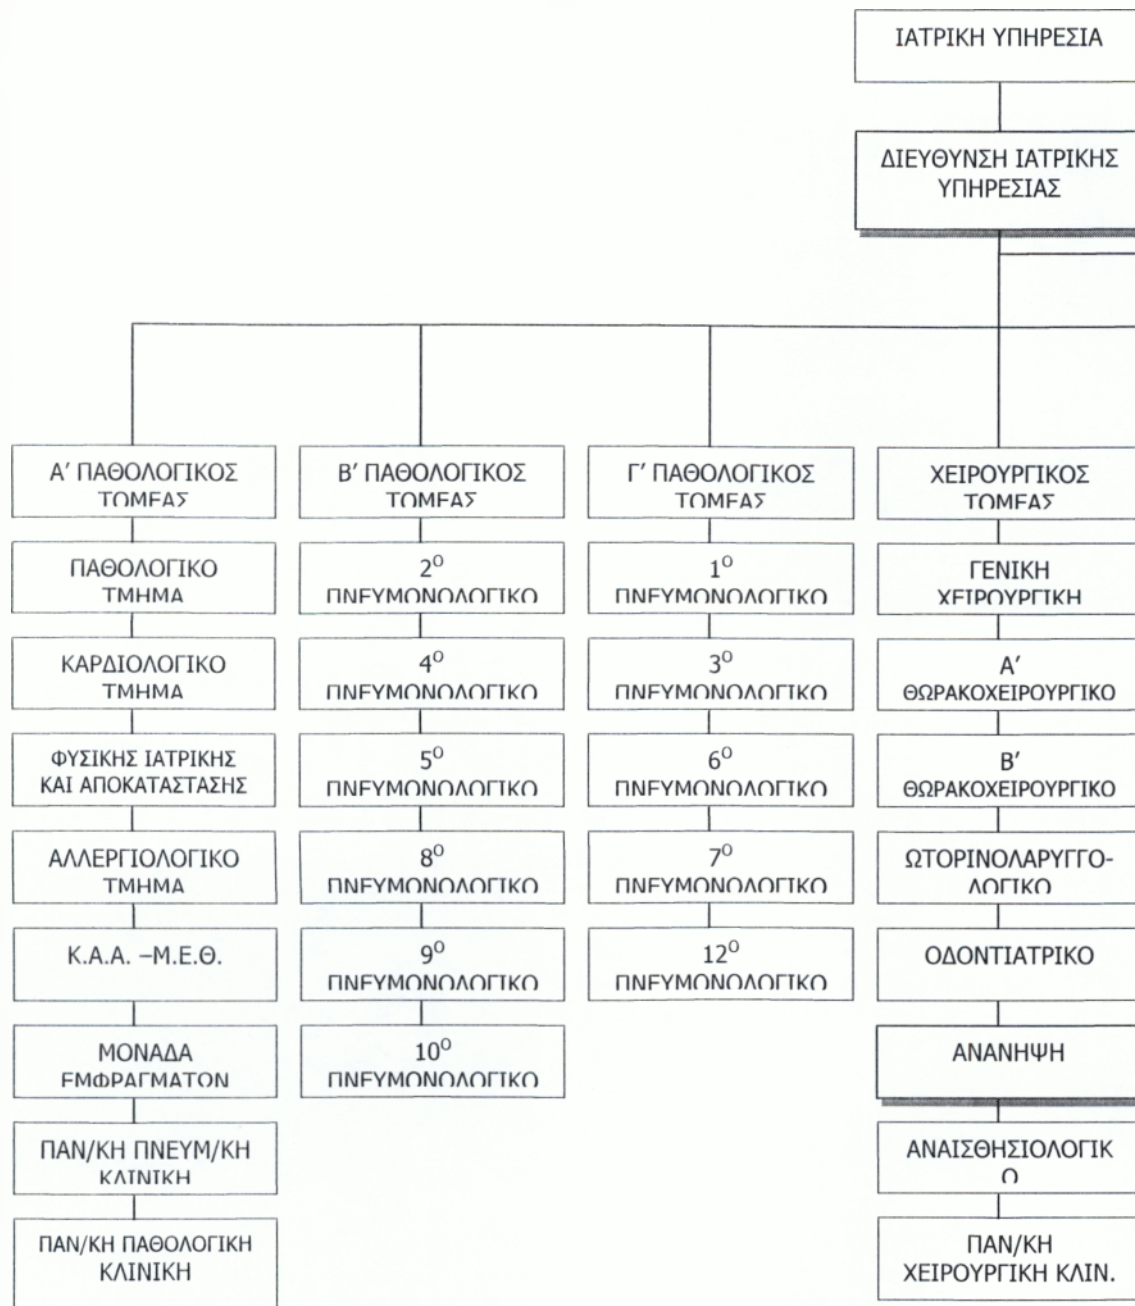 ΙΑΤΡΙΚΗ ΥΠΗΡΕΣΙΑ
ΔΙΕΥΘΥΝΣΗ ΙΑΤΡΙΚΗΣ
ΥΠΗΡΕΣΙΑΣ
Α’ ΠΑΘΟΛΟΓΙΚΟΣ
ΤΟΜΕΑΣ
ΠΑΘΟΛΟΓΙΚΟ
ΤΜΗΜΑ
ΚΑΡΔΙΟΛΟΓΙΚΟ
ΤΜΗΜΑ
ΦΥΣΙΚΗΣ ΙΑΤΡΙΚΗΣ
ΚΑΙ ΑΠΟΚΑΤΑΣΤΑΣΗΣ
ΑΛΛΕΡΓΙΟΛΟΓΙΚΟ
ΤΜΗΜΑ
Κ.Α.Α. –Μ.Ε.Θ.
ΜΟΝΑΔΑ
ΕΜΦΡΑΓΜΑΤΩΝ
ΠΑΝ/ΚΗ ΠΝΕΥΜ/ΚΗ
ΚΛΙΝΙΚΗ
ΠΑΝ/ΚΗ ΠΑΘΟΛΟΓΙΚΗ
ΚΛΙΝΙΚΗ
Β’ ΠΑΘΟΛΟΓΙΚΟΣ
ΤΟΜΕΑΣ
2Ο
ΠΝΕΥΜΟΝΟΛΟΓΙΚΟ
4Ο
ΠΝΕΥΜΟΝΟΛΟΓΙΚΟ
5Ο
ΠΝΕΥΜΟΝΟΛΟΓΙΚΟ
8Ο
ΠΝΕΥΜΟΝΟΛΟΓΙΚΟ
9Ο
ΠΝΕΥΜΟΝΟΛΟΓΙΚΟ
10Ο
ΠΝΕΥΜΟΝΟΛΟΓΙΚΟ
Γ’ ΠΑΘΟΛΟΓΙΚΟΣ
ΤΟΜΕΑΣ
1Ο
ΠΝΕΥΜΟΝΟΛΟΓΙΚΟ
3Ο
ΠΝΕΥΜΟΝΟΛΟΓΙΚΟ
6Ο
ΠΝΕΥΜΟΝΟΛΟΓΙΚΟ
7Ο
ΠΝΕΥΜΟΝΟΛΟΓΙΚΟ
12Ο
ΠΝΕΥΜΟΝΟΛΟΓΙΚΟ
ΧΕΙΡΟΥΡΓΙΚΟΣ
ΤΟΜΕΑΣ
ΓΕΝΙΚΗ
ΧΕΙΡΟΥΡΓΙΚΗ
Α’
ΘΩΡΑΚΟΧΕΙΡΟΥΡΓΙΚΟ
Β’
ΘΩΡΑΚΟΧΕΙΡΟΥΡΓΙΚΟ
ΩΤΟΡΙΝΟΛΑΡΥΓΓΟ-
ΛΟΓΙΚΟ
ΟΔΟΝΤΙΑΤΡΙΚΟ
ΑΝΑΝΗΨΗ
ΑΝΑΙΣΘΗΣΙΟΛΟΓΙΚ
Ο
ΠΑΝ/ΚΗ
ΧΕΙΡΟΥΡΓΙΚΗ ΚΛΙΝ.